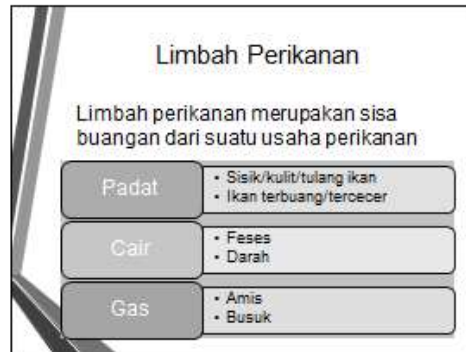 Limbah Perikanan
Limbah perikanan merupakan sisa
buangan dari suatu usaha perikanan
Padat
• Sisik/kulit/tulang ikan
• Ikan terbuang/tercecer
Cair
• Feses
• Darah
Gas
• Amis
• Busuk